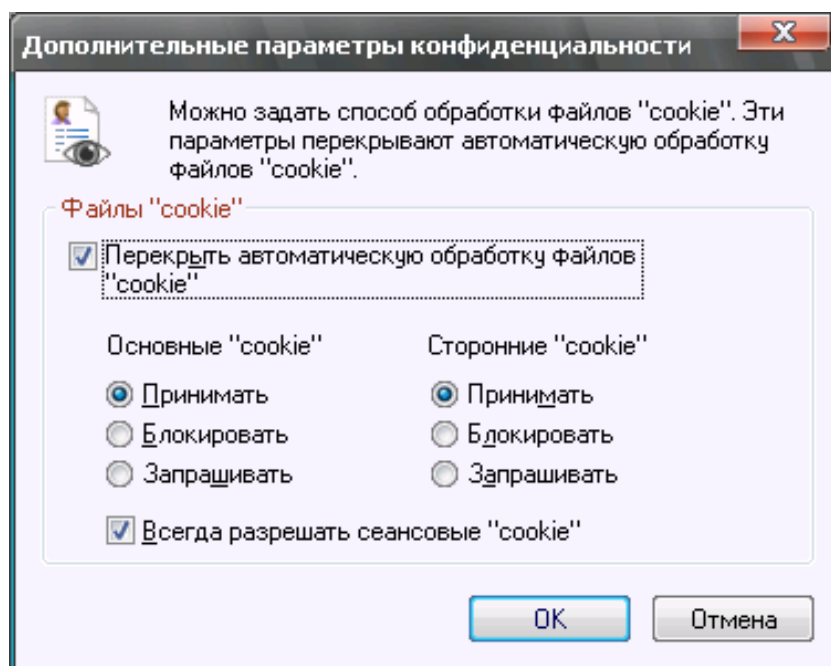 Дополнительные параметры конфиденциальности
Можно задать способ обработки файлов "cookie". Эти
параметры перекрывают автоматическую обработку
файлов "cookie".
Файлы "cookie"
Перекрыть автоматическую обработку файлов
"cookie"
Основные "cookie" Сторонние "cookie"
Принимать Принимать
Блокировать Блокировать
Запрашивать Запрашивать
Всегда разрешать сеансовые "cookie"
OK Отмена